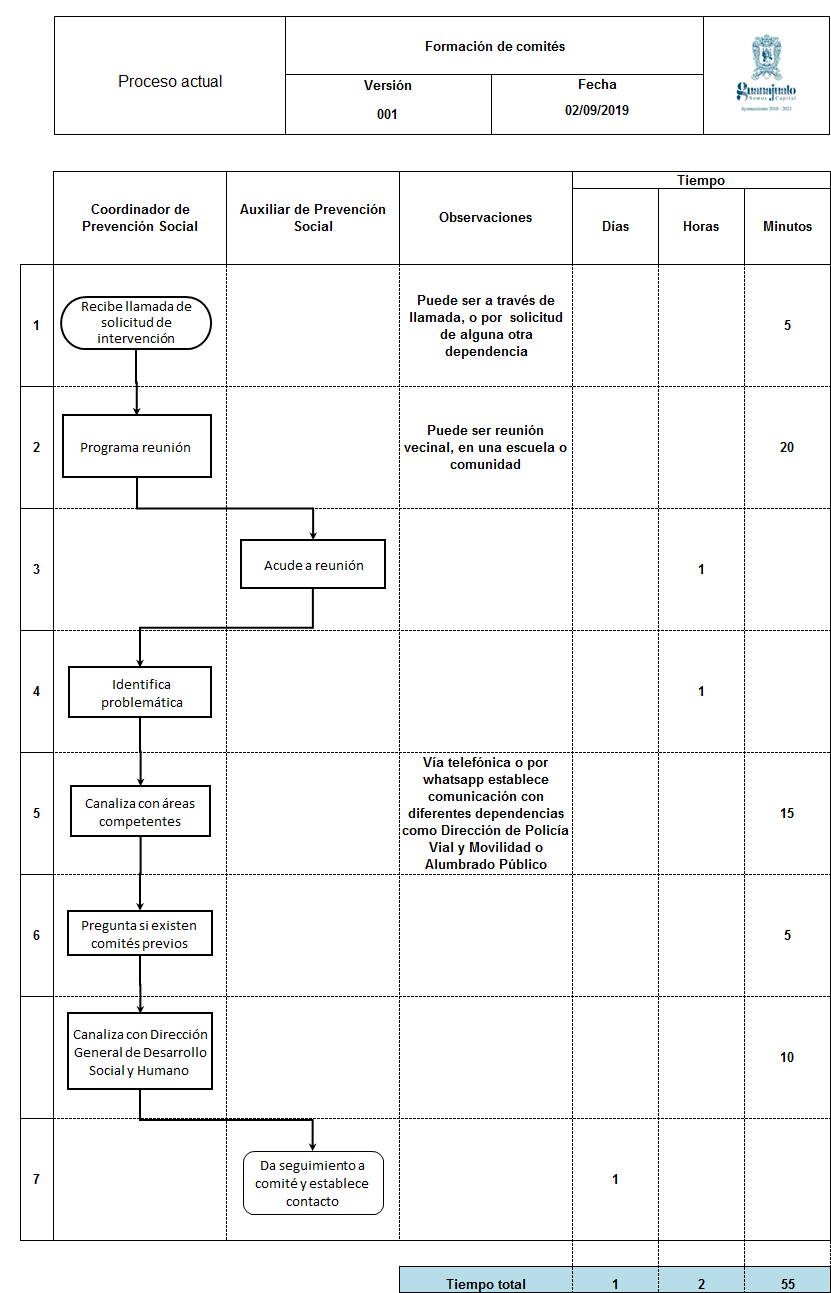 Proceso actual
Formación de comités
Versión
001
Fecha
02/09/2019
Guanajuato
Somos Capital
Ayuntamiento 2018 - 2021
Coordinador de
Prevención Social
Auxiliar de Prevención
Social
Observaciones
Tiempo
Días
Horas
Minutos
1
Recibe llamada de
solicitud de
intervención
Puede ser a través de
llamada, o por solicitud
de alguna otra
dependencia
5
2
Programa reunión
Puede ser reunión
vecinal, en una escuela o
comunidad
20
3
Acude a reunión
1
4
Identifica
problemática
1
5
Canaliza con áreas
competentes
Vía telefónica o por
whatsapp establece
comunicación con
diferentes dependencias
como Dirección de Policía
Vial y Movilidad o
Alumbrado Público
15
6
Pregunta si existen
comités previos
5
Canaliza con Dirección
General de Desarrollo
Social y Humano
10
7
Da seguimiento a
comité y establece
contacto
1
Tiempo total
1
2
55